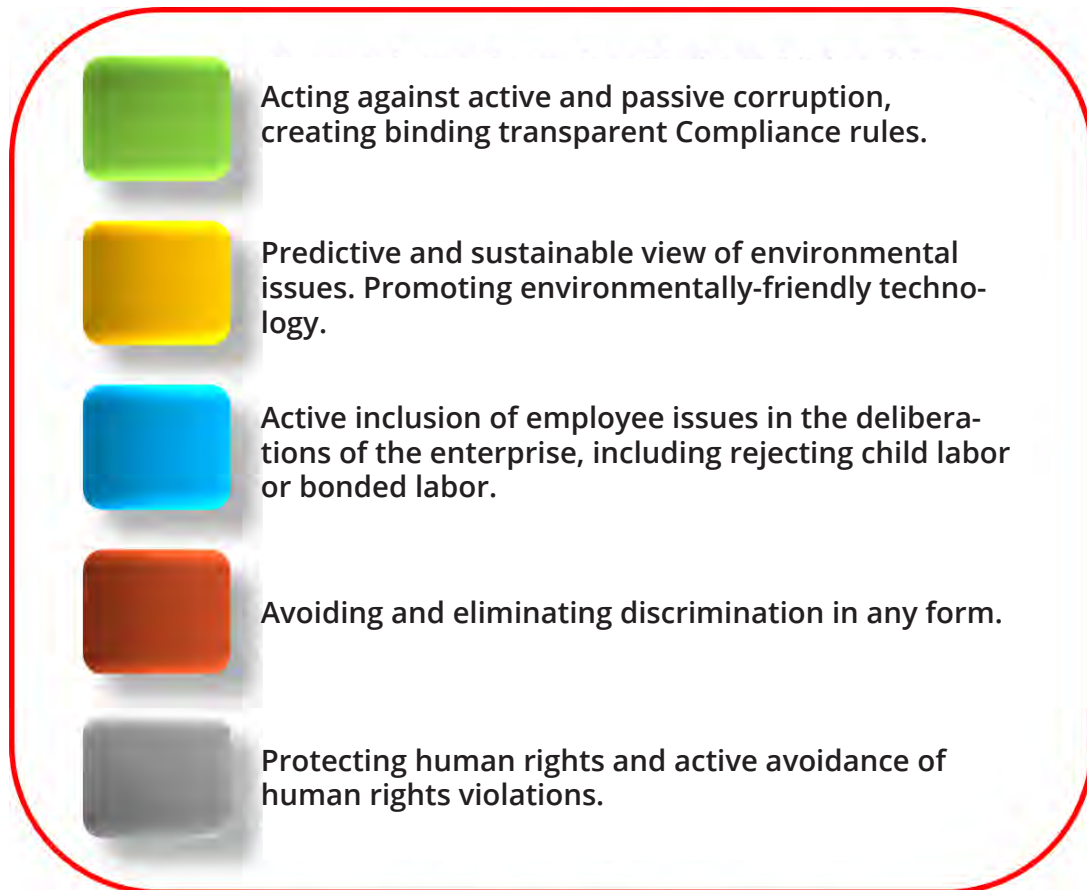 Acting against active and passive corruption,
creating binding transparent Compliance rules.
Predictive and sustainable view of environmental
issues. Promoting environmentally-friendly techno-
logy.
Active inclusion of employee issues in the delibera-
tions of the enterprise, including rejecting child labor
or bonded labor.
Avoiding and eliminating discrimination in any form.
Protecting human rights and active avoidance of
human rights violations.